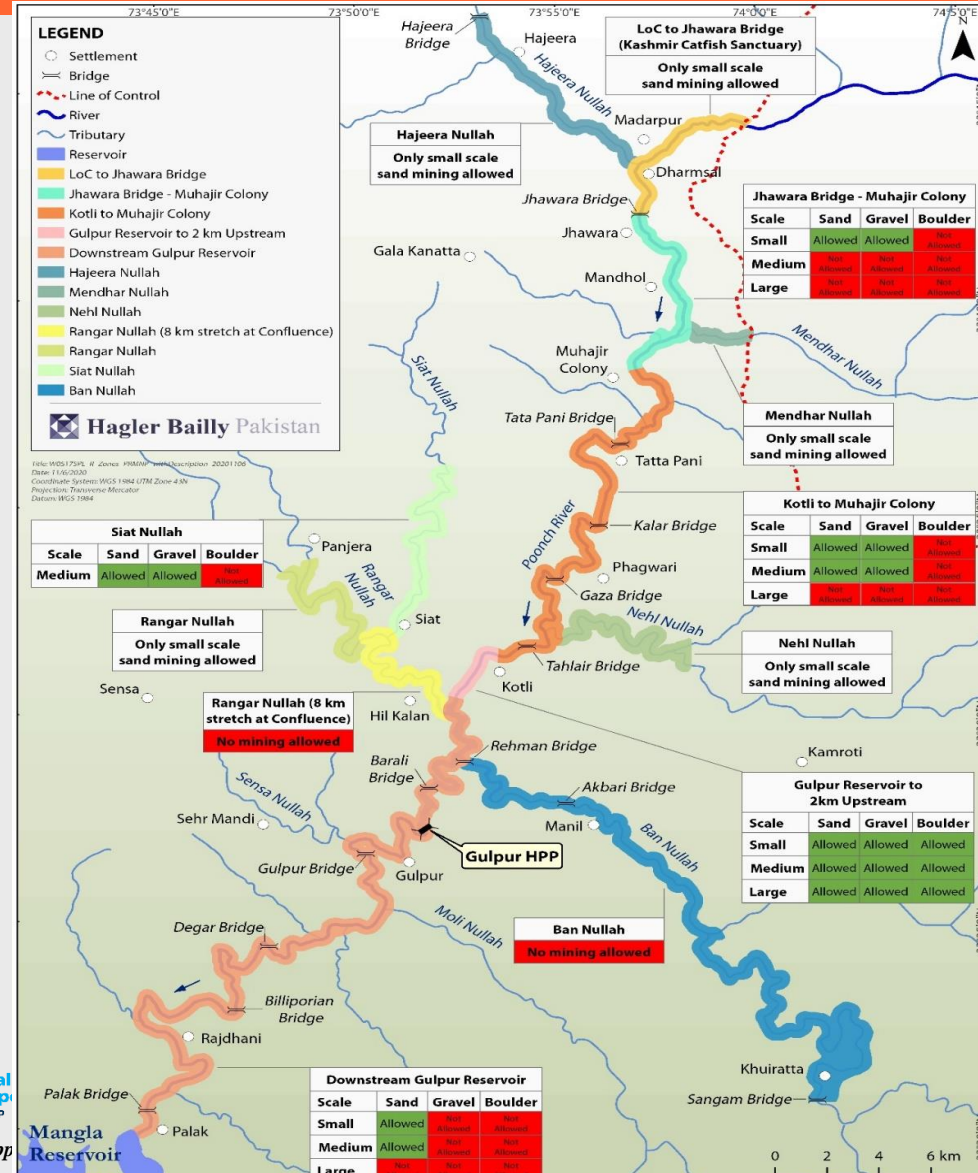 73°45'0"E
73°50'0"E
73°55'0"E
74°0'0"E
74°5'0"E
N
LEGEND
Settlement
Bridge
Line of Control
River
Tributary
Reservoir
LoC to Jhawara Bridge
Jhawara Bridge - Muhajir Colony
Kotli to Muhajir Colony
Gulpur Reservoir to 2 km Upstream
Downstream Gulpur Reservoir
Hajeera Nullah
Mendhar Nullah
Nehl Nullah
Rangar Nullah (8 km stretch at Confluence)
Rangar Nullah
Siat Nullah
Ban Nullah
Hagler Bailly Pakistan
Date: 11/6/2020
Projection: Transverse Mercator
Datum: WGS 1984
Hajeera
Bridge
Hajeera
Hajeera Nullah
LoC to Jhawara Bridge
(Kashmir Catfish Sanctuary)
Only small scale
sand mining allowed
Madarpur
Hajeera Nullah
Only small scale
sand mining allowed
Dharmsal
Jhawara Bridge
Jhawara
Gala Kanatta
Mandhol
Jhawara Bridge - Muhajir Colony
Scale Sand Gravel Boulder
Small Allowed Allowed Not Allowed
Medium Not Allowed Not Allowed Not Allowed
Large Not Allowed Not Allowed Not Allowed
Mendhar Nullah
Muhajir
Colony
Siat Nullah
Tata Pani Bridge
Tatta Pani
Mendhar Nullah
Only small scale
sand mining allowed
Kotli to Muhajir Colony
Scale Sand Gravel Boulder
Small Allowed Allowed Not Allowed
Medium Allowed Allowed Not Allowed
Large Not Allowed Not Allowed Not Allowed
Kalar Bridge
Poonch River
Phagwari
Gaza Bridge
Siat Nullah
Scale Sand Gravel Boulder
Medium Allowed Allowed Not Allowed
Panjera
Rangar
Nullah
Siat
Nehl Nullah
Rangar Nullah
Only small scale
sand mining allowed
Nehl Nullah
Only small scale
sand mining allowed
Tahlair Bridge
Kotli
Sensa
Rangar Nullah (8 km
stretch at Confluence)
No mining allowed
Hil Kalan
Rehman Bridge
Kamroti
Barali
Bridge
Akbari Bridge
Sensa Nullah
Sehr Mandi
Manil
Ban Nullah
Gulpur Reservoir to
2km Upstream
Scale Sand Gravel Boulder
Small Allowed Allowed Allowed
Medium Allowed Allowed Allowed
Large Allowed Allowed Allowed
Gulpur HPP
Gulpur Bridge
Gulpur
Moli Nullah
Degar Bridge
Ban Nullah
No mining allowed
Billiporian
Bridge
Rajdhani
Khuiratta
Sangam Bridge
Downstream Gulpur Reservoir
Scale Sand Gravel Boulder
Small Allowed Not Allowed Not Allowed
Medium Allowed Not Allowed Not Allowed
Large Not Not Not
Palak Bridge
Palak
Mangla
Reservoir
0 2 4 6 km